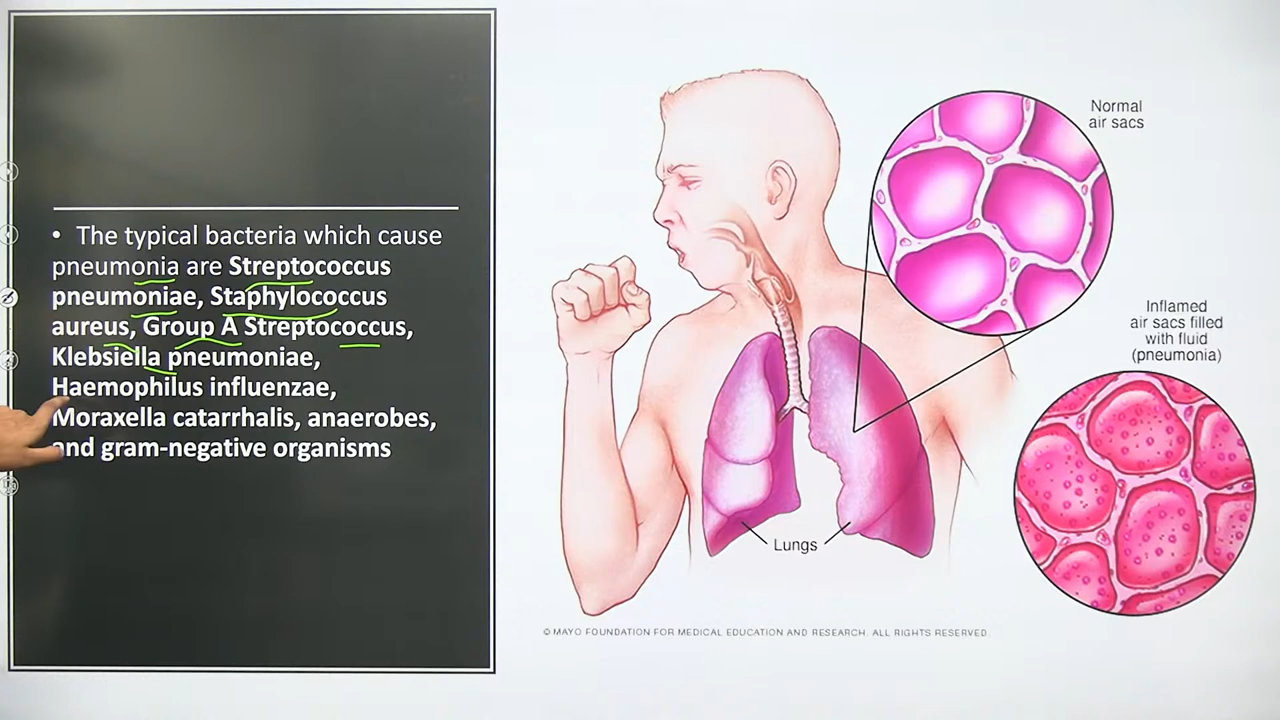 • The typical bacteria which cause
pneumonia are Streptococcus
pneumoniae, Staphylococcus
aureus, Group A Streptococcus,
Klebsiella pneumoniae,
Haemophilus influenzae,
Moraxella catarrhalis, anaerobes,
and gram-negative organisms
Normal
air sacs
Inflamed
air sacs filled
with fluid
(pneumonia)
Lungs
© MAYO FOUNDATION FOR MEDICAL EDUCATION AND RESEARCH. ALL RIGHTS RESERVED.